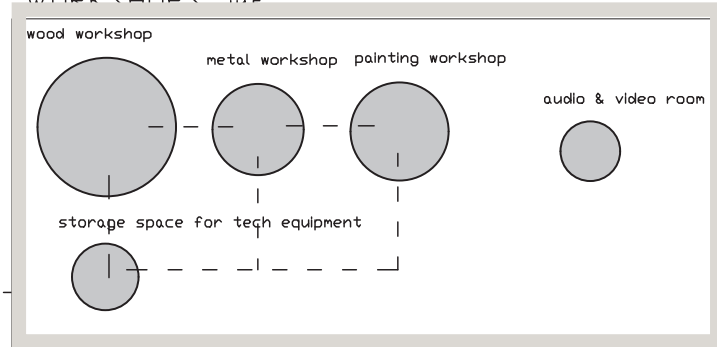 wood workshop
metal workshop
painting workshop
audio & video room
storage space for tech equipment